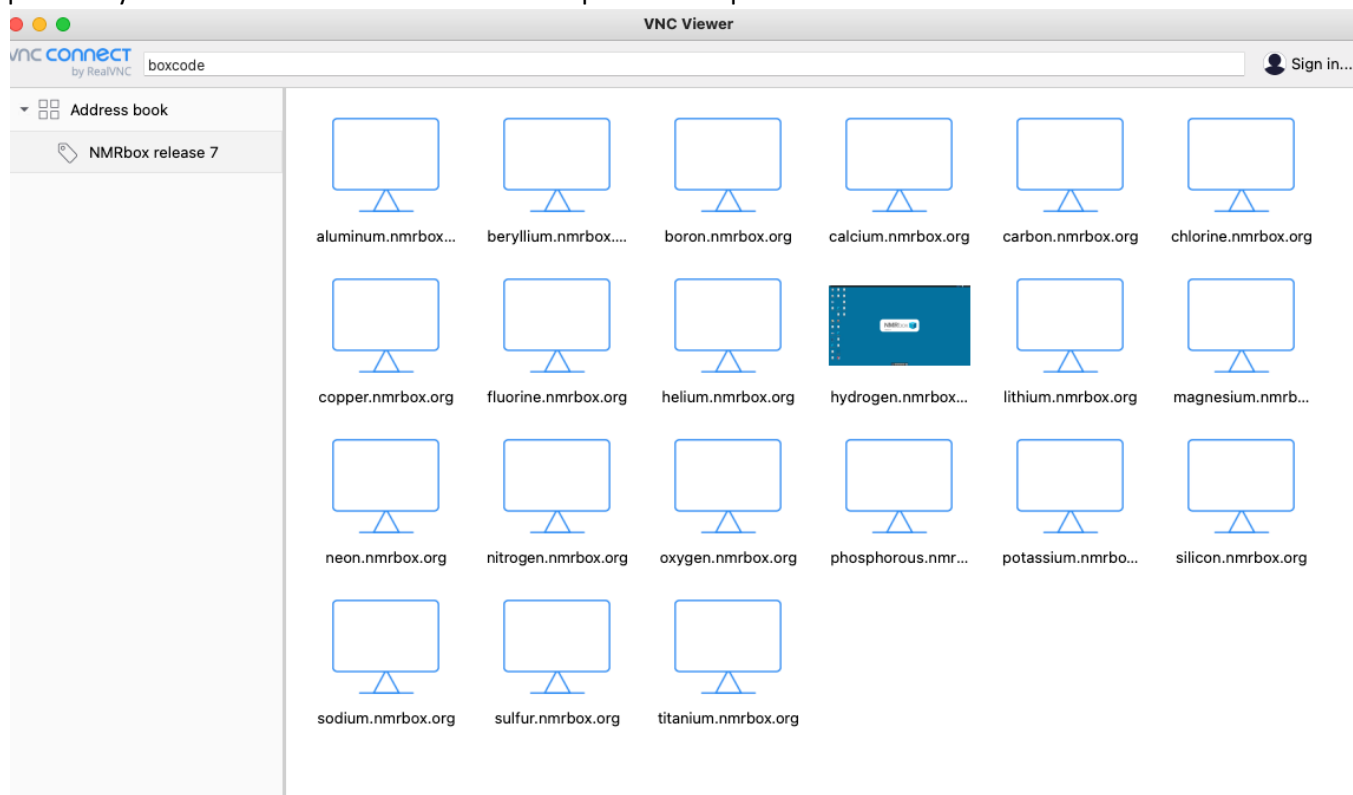 VNC Viewer
VNC CONNECT
by RealVNC
boxcode
Sign in...
Address book
NMRbox release 7
aluminum.nmrbox...
beryllium.nmrbox....
boron.nmrbox.org
calcium.nmrbox.org
carbon.nmrbox.org
chlorine.nmrbox.org
copper.nmrbox.org
fluorine.nmrbox.org
helium.nmrbox.org
NMRbox
hydrogen.nmrbox...
lithium.nmrbox.org
magnesium.nmrb...
neon.nmrbox.org
nitrogen.nmrbox.org
oxygen.nmrbox.org
phosphorous.nmr...
potassium.nmrbo...
silicon.nmrbox.org
sodium.nmrbox.org
sulfur.nmrbox.org
titanium.nmrbox.org